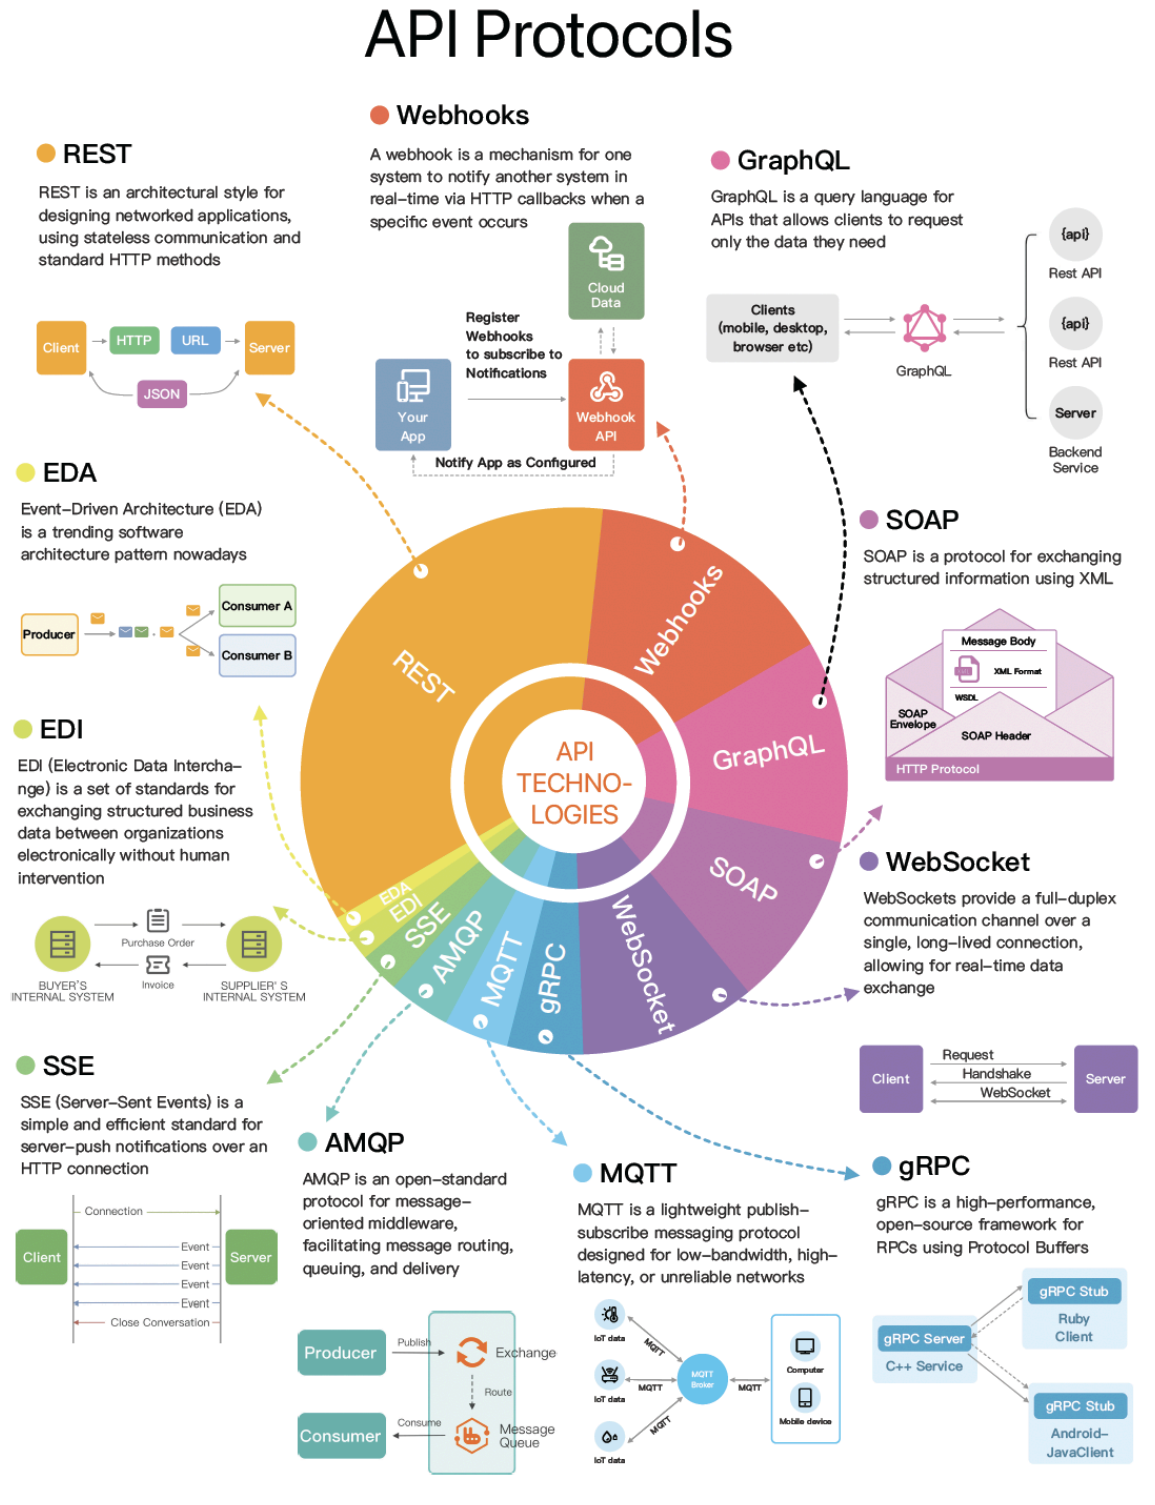 API Protocols
Webhooks
A webhook is a mechanism for one
system to notify another system in
real-time via HTTP callbacks when a
specific event occurs
Cloud
Data
Register
Webhooks
to subscribe to
Notifications
Your
App
Webhook
API
Notify App as Configured
REST
REST is an architectural style for
designing networked applications,
using stateless communication and
standard HTTP methods
Client
HTTP
URL
Server
JSON
GraphQL
GraphQL is a query language for
APIs that allows clients to request
only the data they need
Clients
(mobile, desktop,
browser etc)
GraphQL
{api}
Rest API
{api}
Rest API
Server
Backend
Service
EDA
Event-Driven Architecture (EDA)
is a trending software
architecture pattern nowadays
Producer
Consumer A
Consumer B
SOAP
SOAP is a protocol for exchanging
structured information using XML
Message Body
XML Format
WSDL
SOAP
Envelope
SOAP Header
HTTP Protocol
REST
Webhooks
GraphQL
SOAP
WebSocket
gRPC
MQTT
AMQP
SSE
EDI
EDA
API
TECHNO-
LOGIES
EDI
EDI (Electronic Data Intercha-
nge) is a set of standards for
exchanging structured business
data between organizations
electronically without human
intervention
Purchase Order
Invoice
BUYER'S
INTERNAL SYSTEM
SUPPLIER' S
INTERNAL SYSTEM
WebSocket
WebSockets provide a full-duplex
communication channel over a
single, long-lived connection,
allowing for real-time data
exchange
Client
Request
Handshake
WebSocket
Server
SSE
SSE (Server-Sent Events) is a
simple and efficient standard for
server-push notifications over an
HTTP connection
Connection
Client
Server
Event
Event
Event
Event
Close Conversation
AMQP
AMQP is an open-standard
protocol for message-
oriented middleware,
facilitating message routing,
queuing, and delivery
Producer
Publish
Exchange
Route
Consumer
Consume
Message
Queue
MQTT
MQTT is a lightweight publish-
subscribe messaging protocol
designed for low-bandwidth, high-
latency, or unreliable networks
IoT data
MQTT
IoT data
MQTT
IoT data
MQTT
MQTT
Broker
MQTT
Computer
Mobile device
gRPC
gRPC is a high-performance,
open-source framework for
RPCs using Protocol Buffers
gRPC Server
C++ Service
gRPC Stub
Ruby
Client
gRPC Stub
Android-
JavaClient